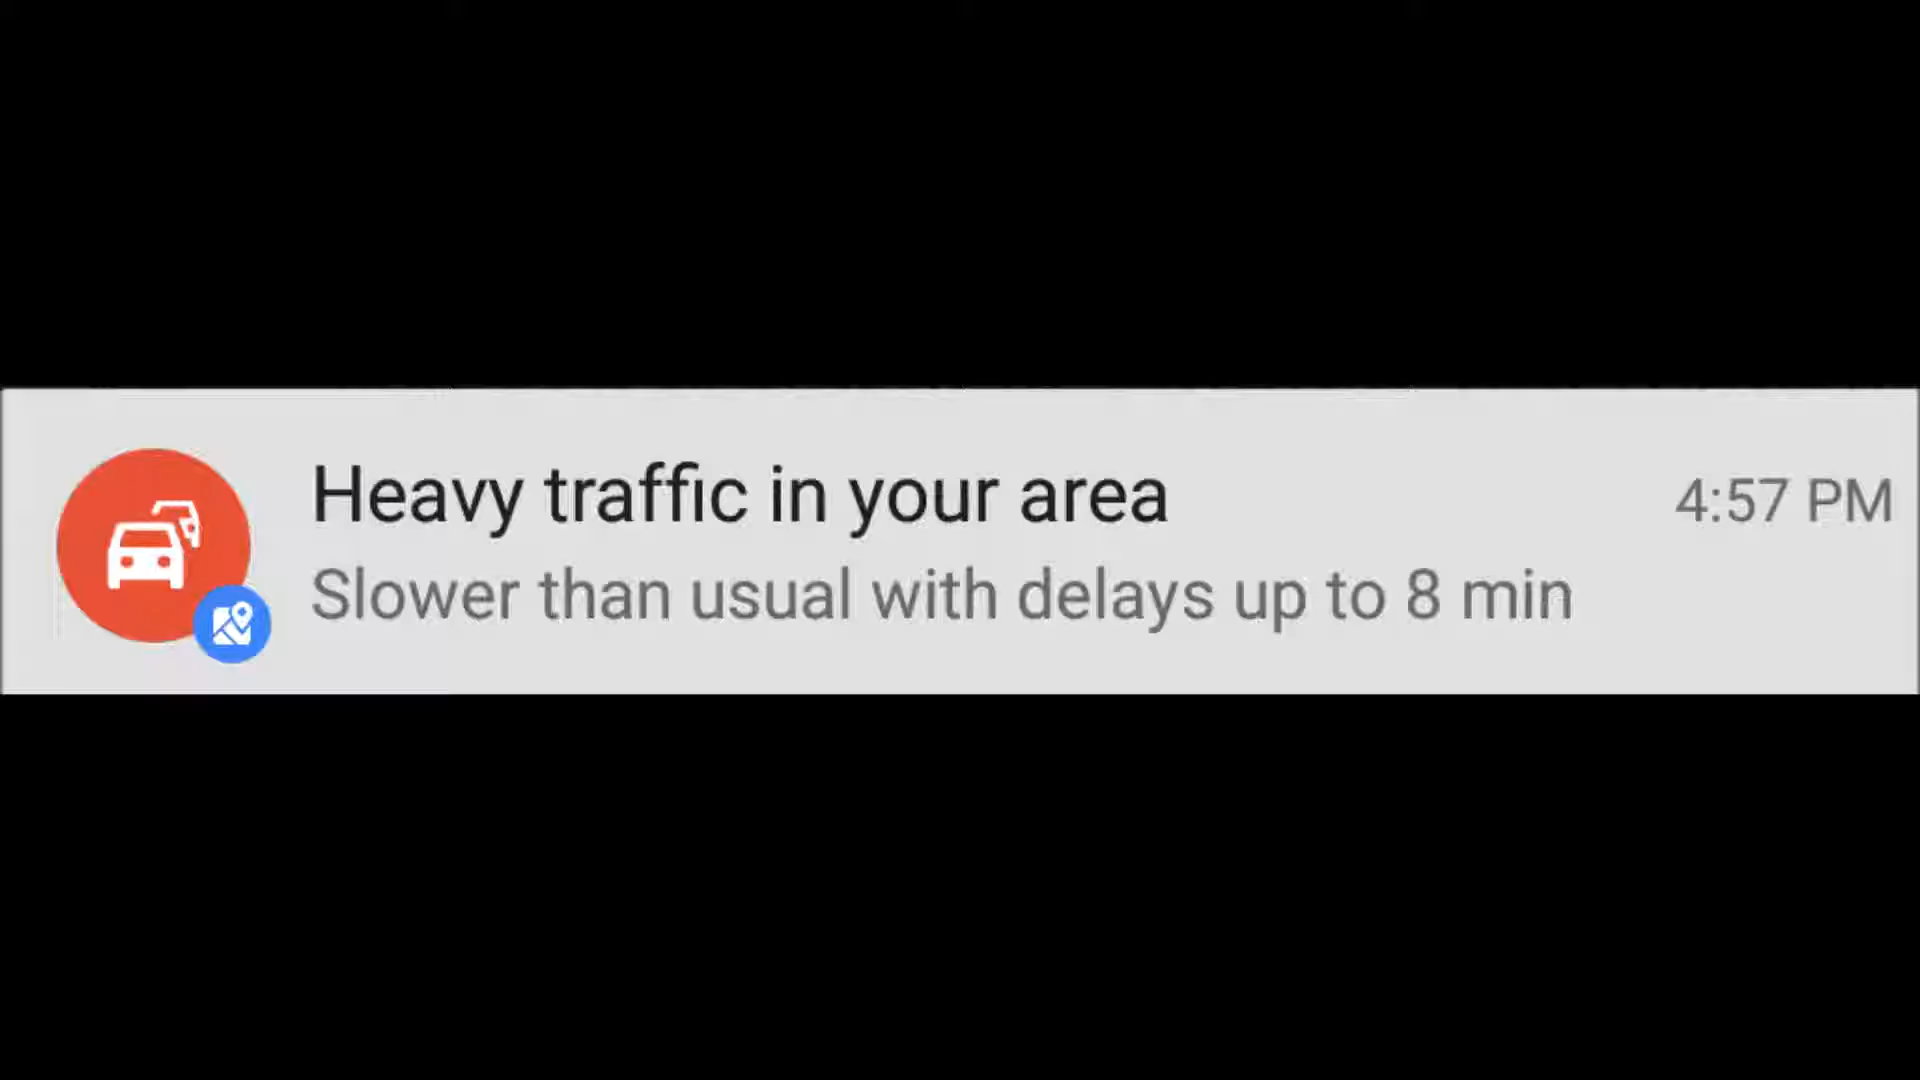 Heavy traffic in your area
4:57 PM
Slower than usual with delays up to 8 min